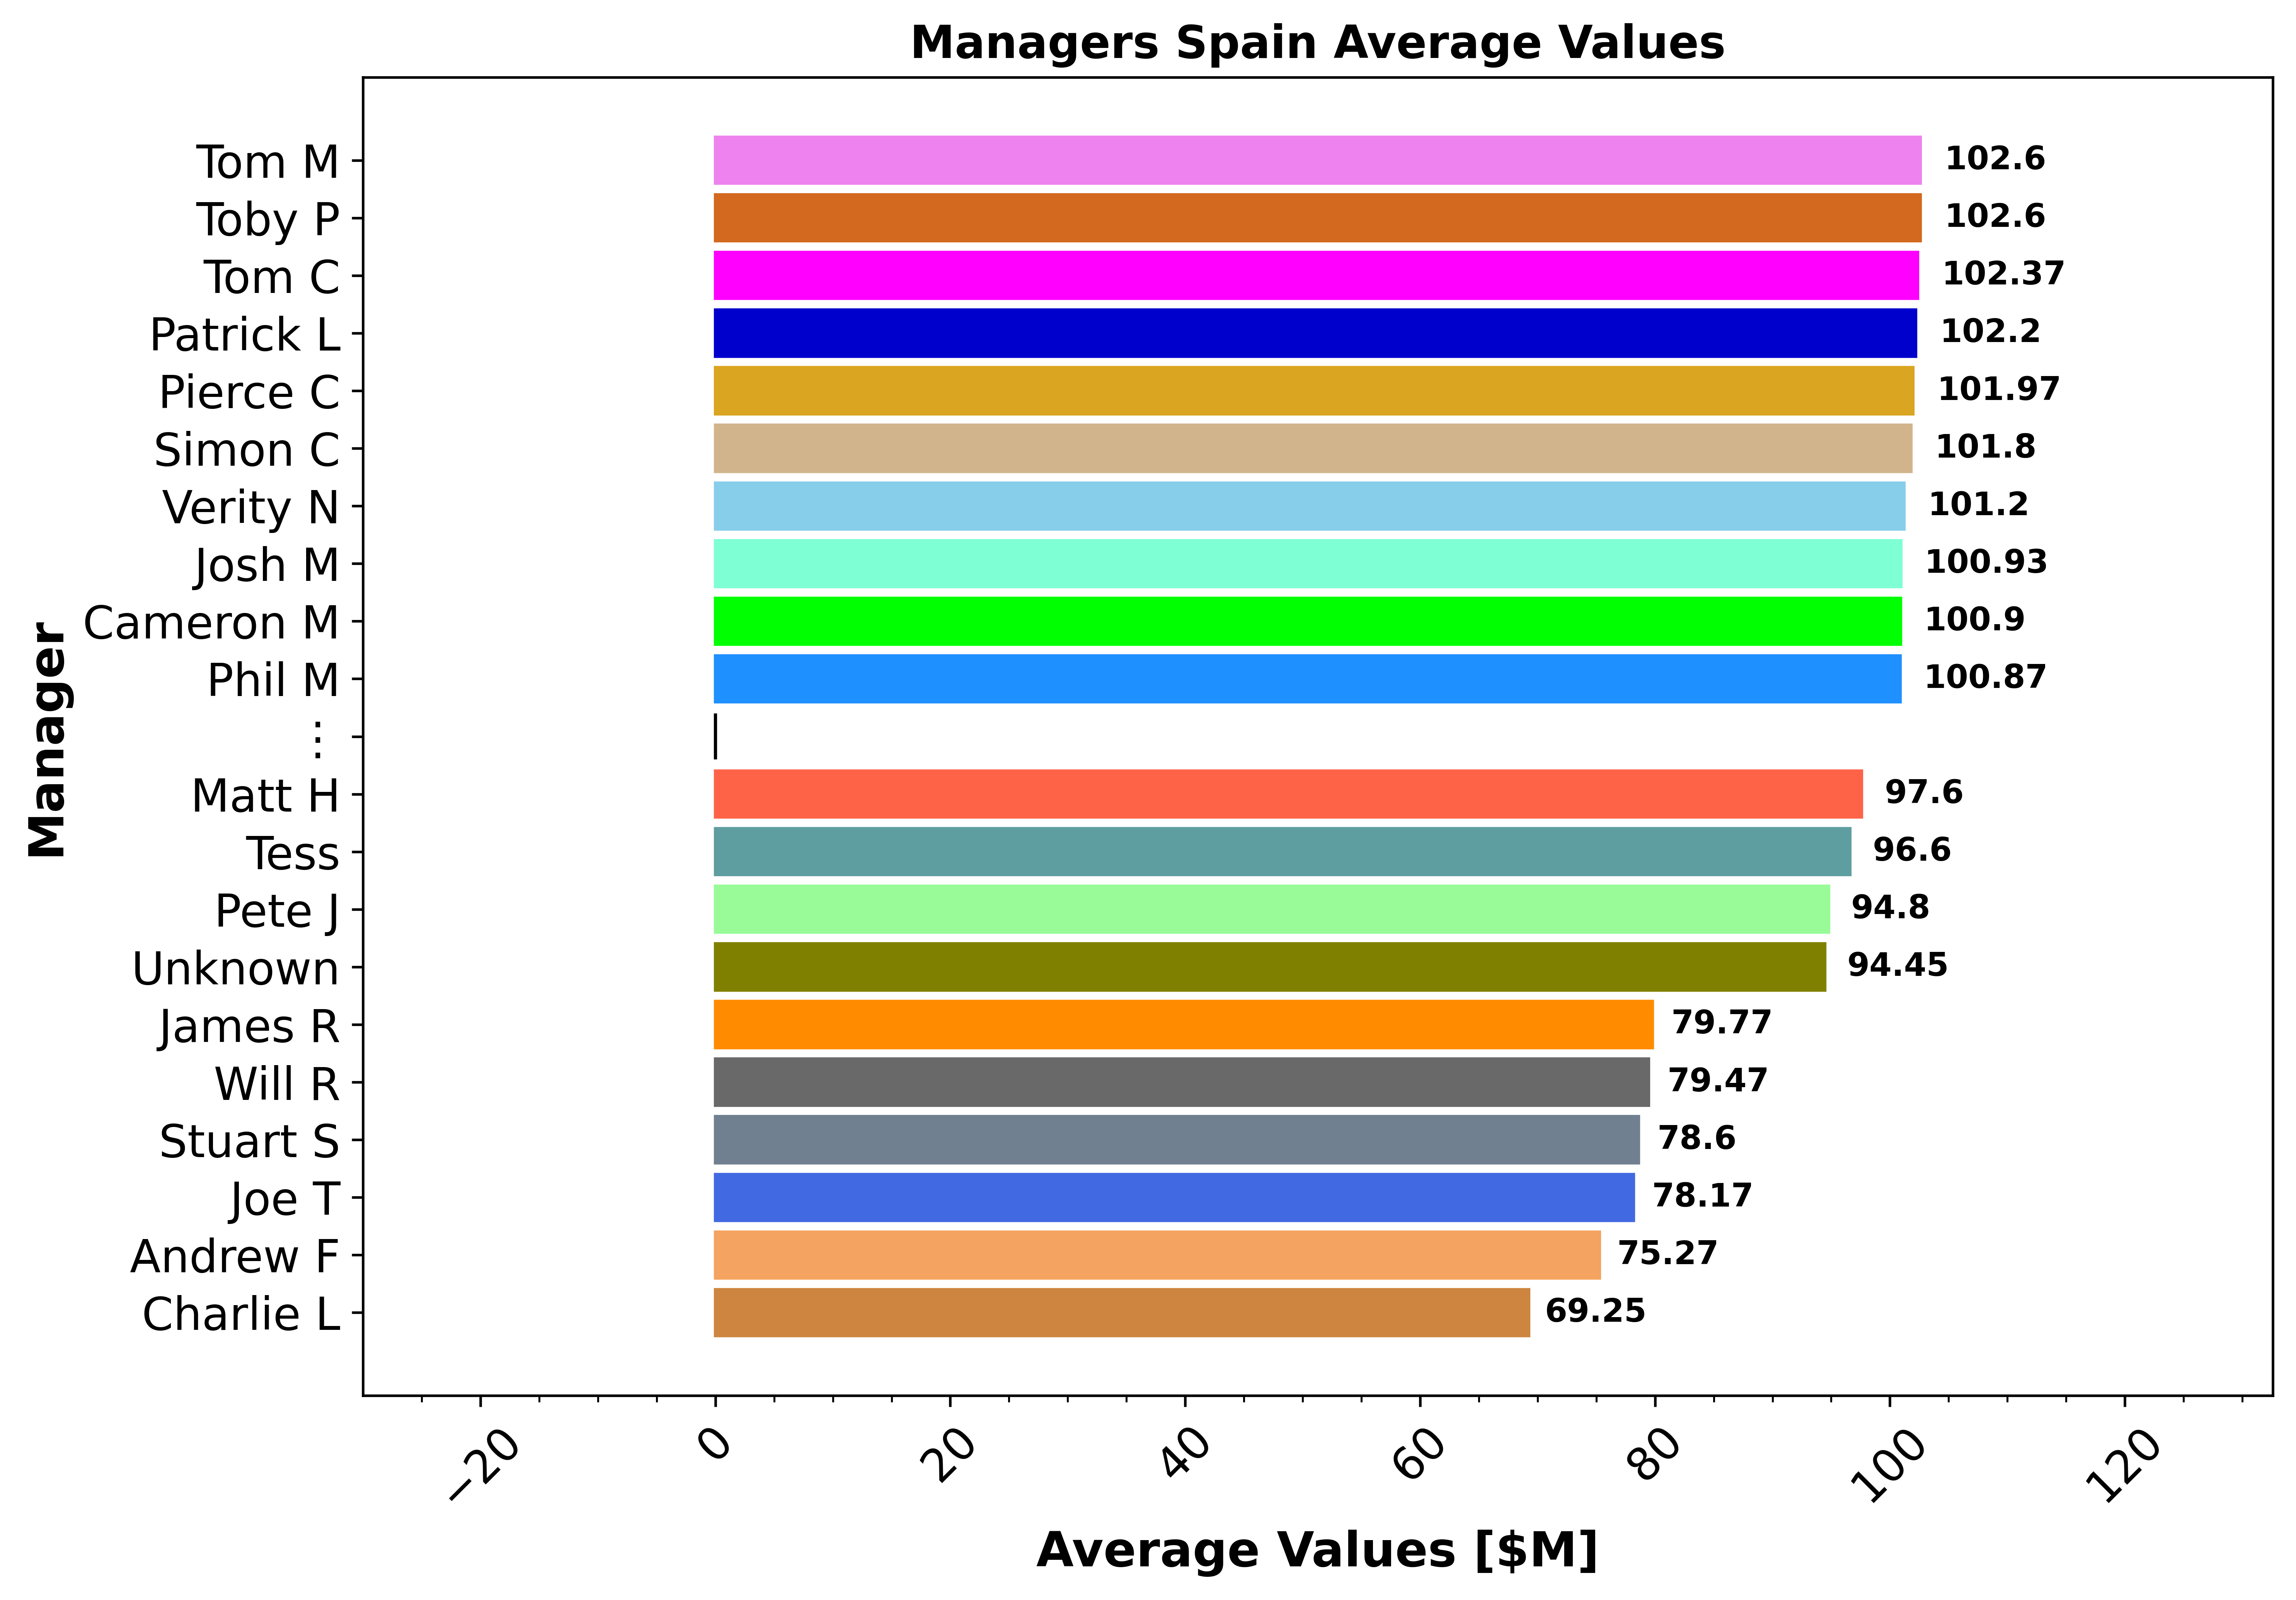 Managers Spain Average Values
Tom M 102.6
Toby P 102.6
Tom C 102.37
Patrick L 102.2
Pierce C 101.97
Simon C 101.8
Verity N 101.2
Josh M 100.93
Cameron M 100.9
Phil M 100.87
⋮
Matt H 97.6
Tess 96.6
Pete J 94.8
Unknown 94.45
James R 79.77
Will R 79.47
Stuart S 78.6
Joe T 78.17
Andrew F 75.27
Charlie L 69.25
Manager
−20 0 20 40 60 80 100 120
Average Values [$M]